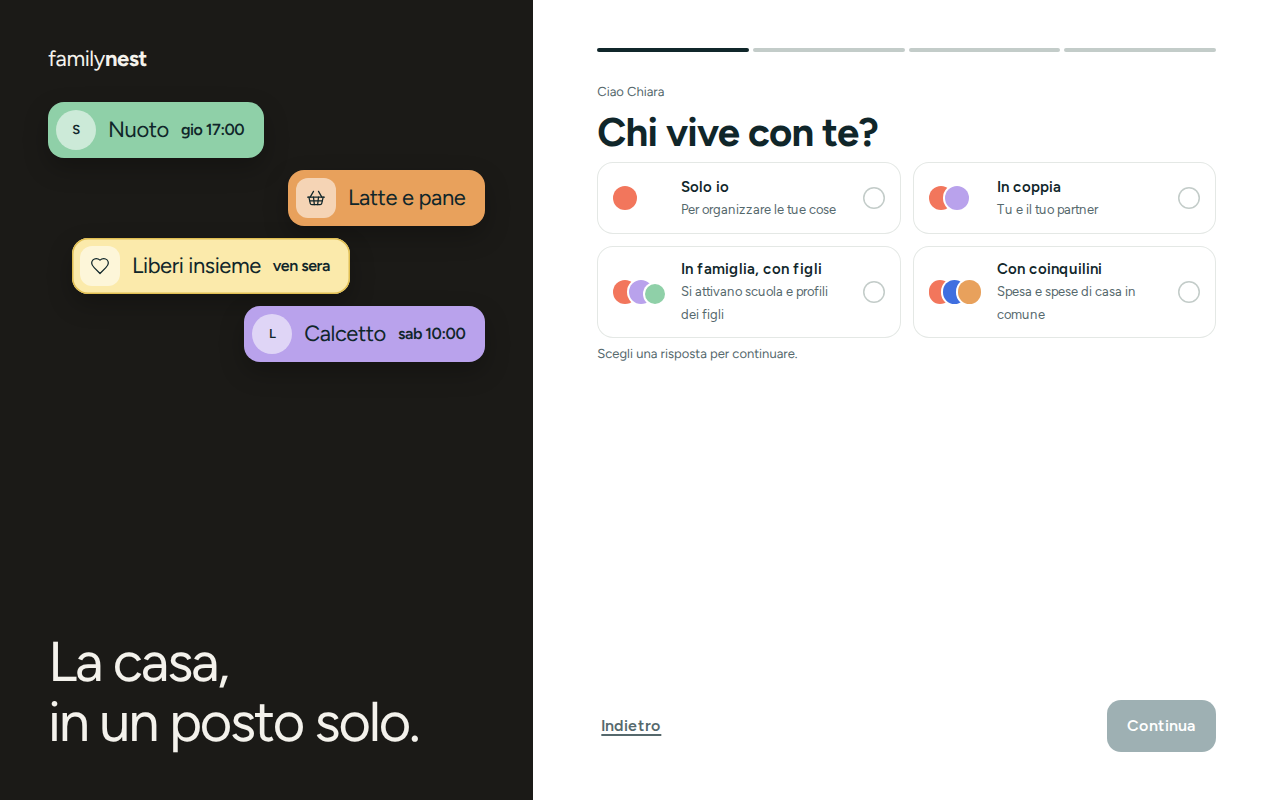 familynest
S Nuoto gio 17:00
Latte e pane
Liberi insieme ven sera
L Calcetto sab 10:00
La casa,
in un posto solo.
Ciao Chiara
Chi vive con te?
Solo io
Per organizzare le tue cose
In coppia
Tu e il tuo partner
In famiglia, con figli
Si attivano scuola e profili
dei figli
Con coinquilini
Spesa e spese di casa in
comune
Scegli una risposta per continuare.
Indietro
Continua